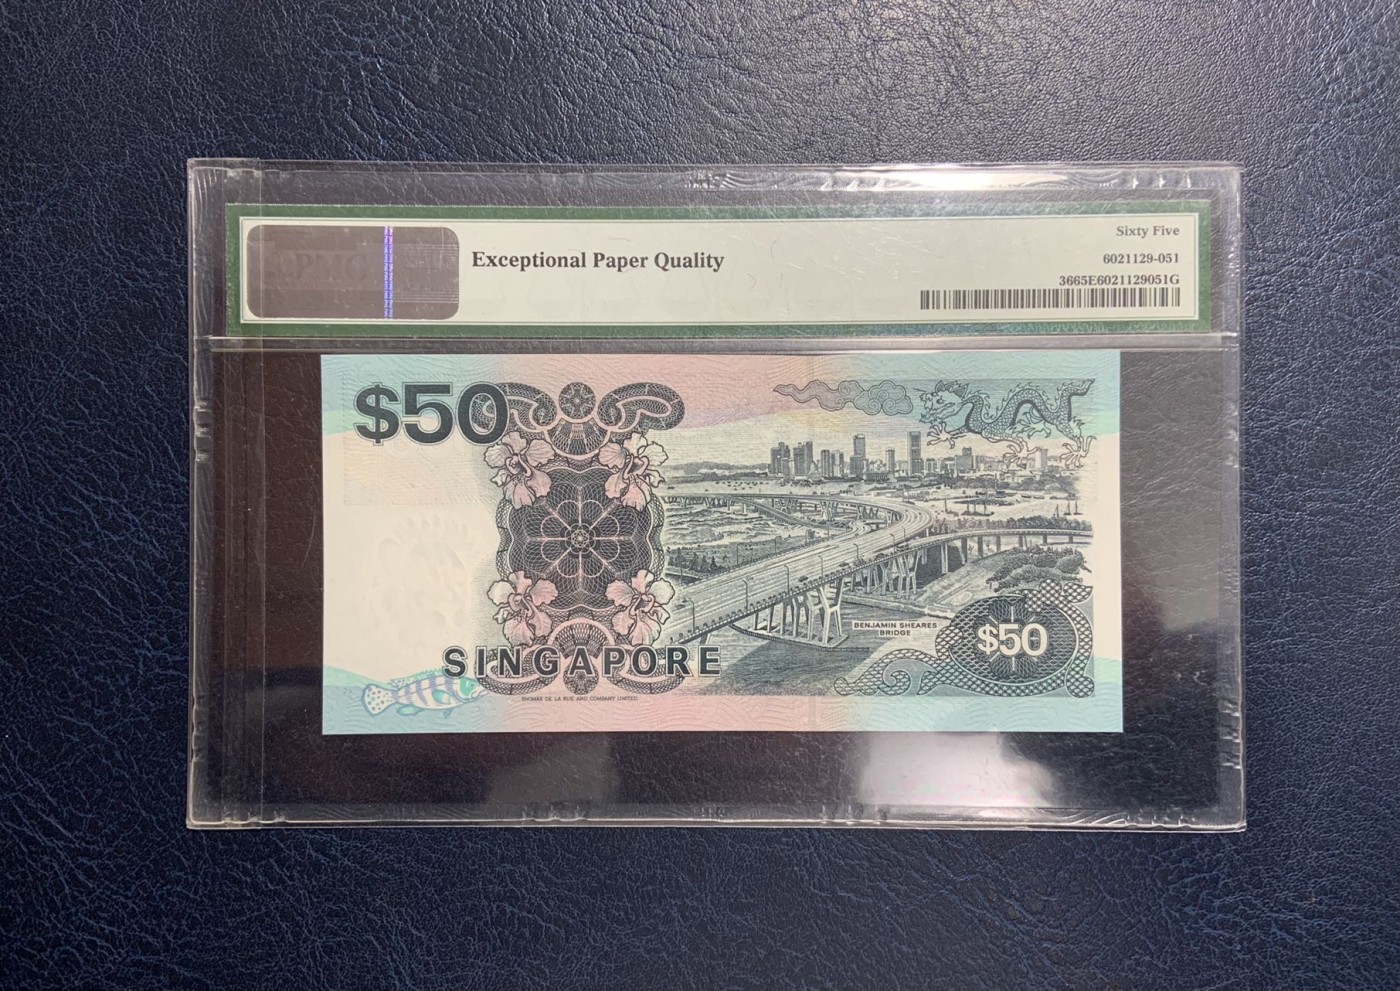 Exceptional Paper Quality
Sixty Five
6021129-051
3665E6021129051G
$50
BENJAMIN SHEARES
BRIDGE
$50
SINGAPORE
THOMAS DE LA RUE AND COMPANY LIMITED